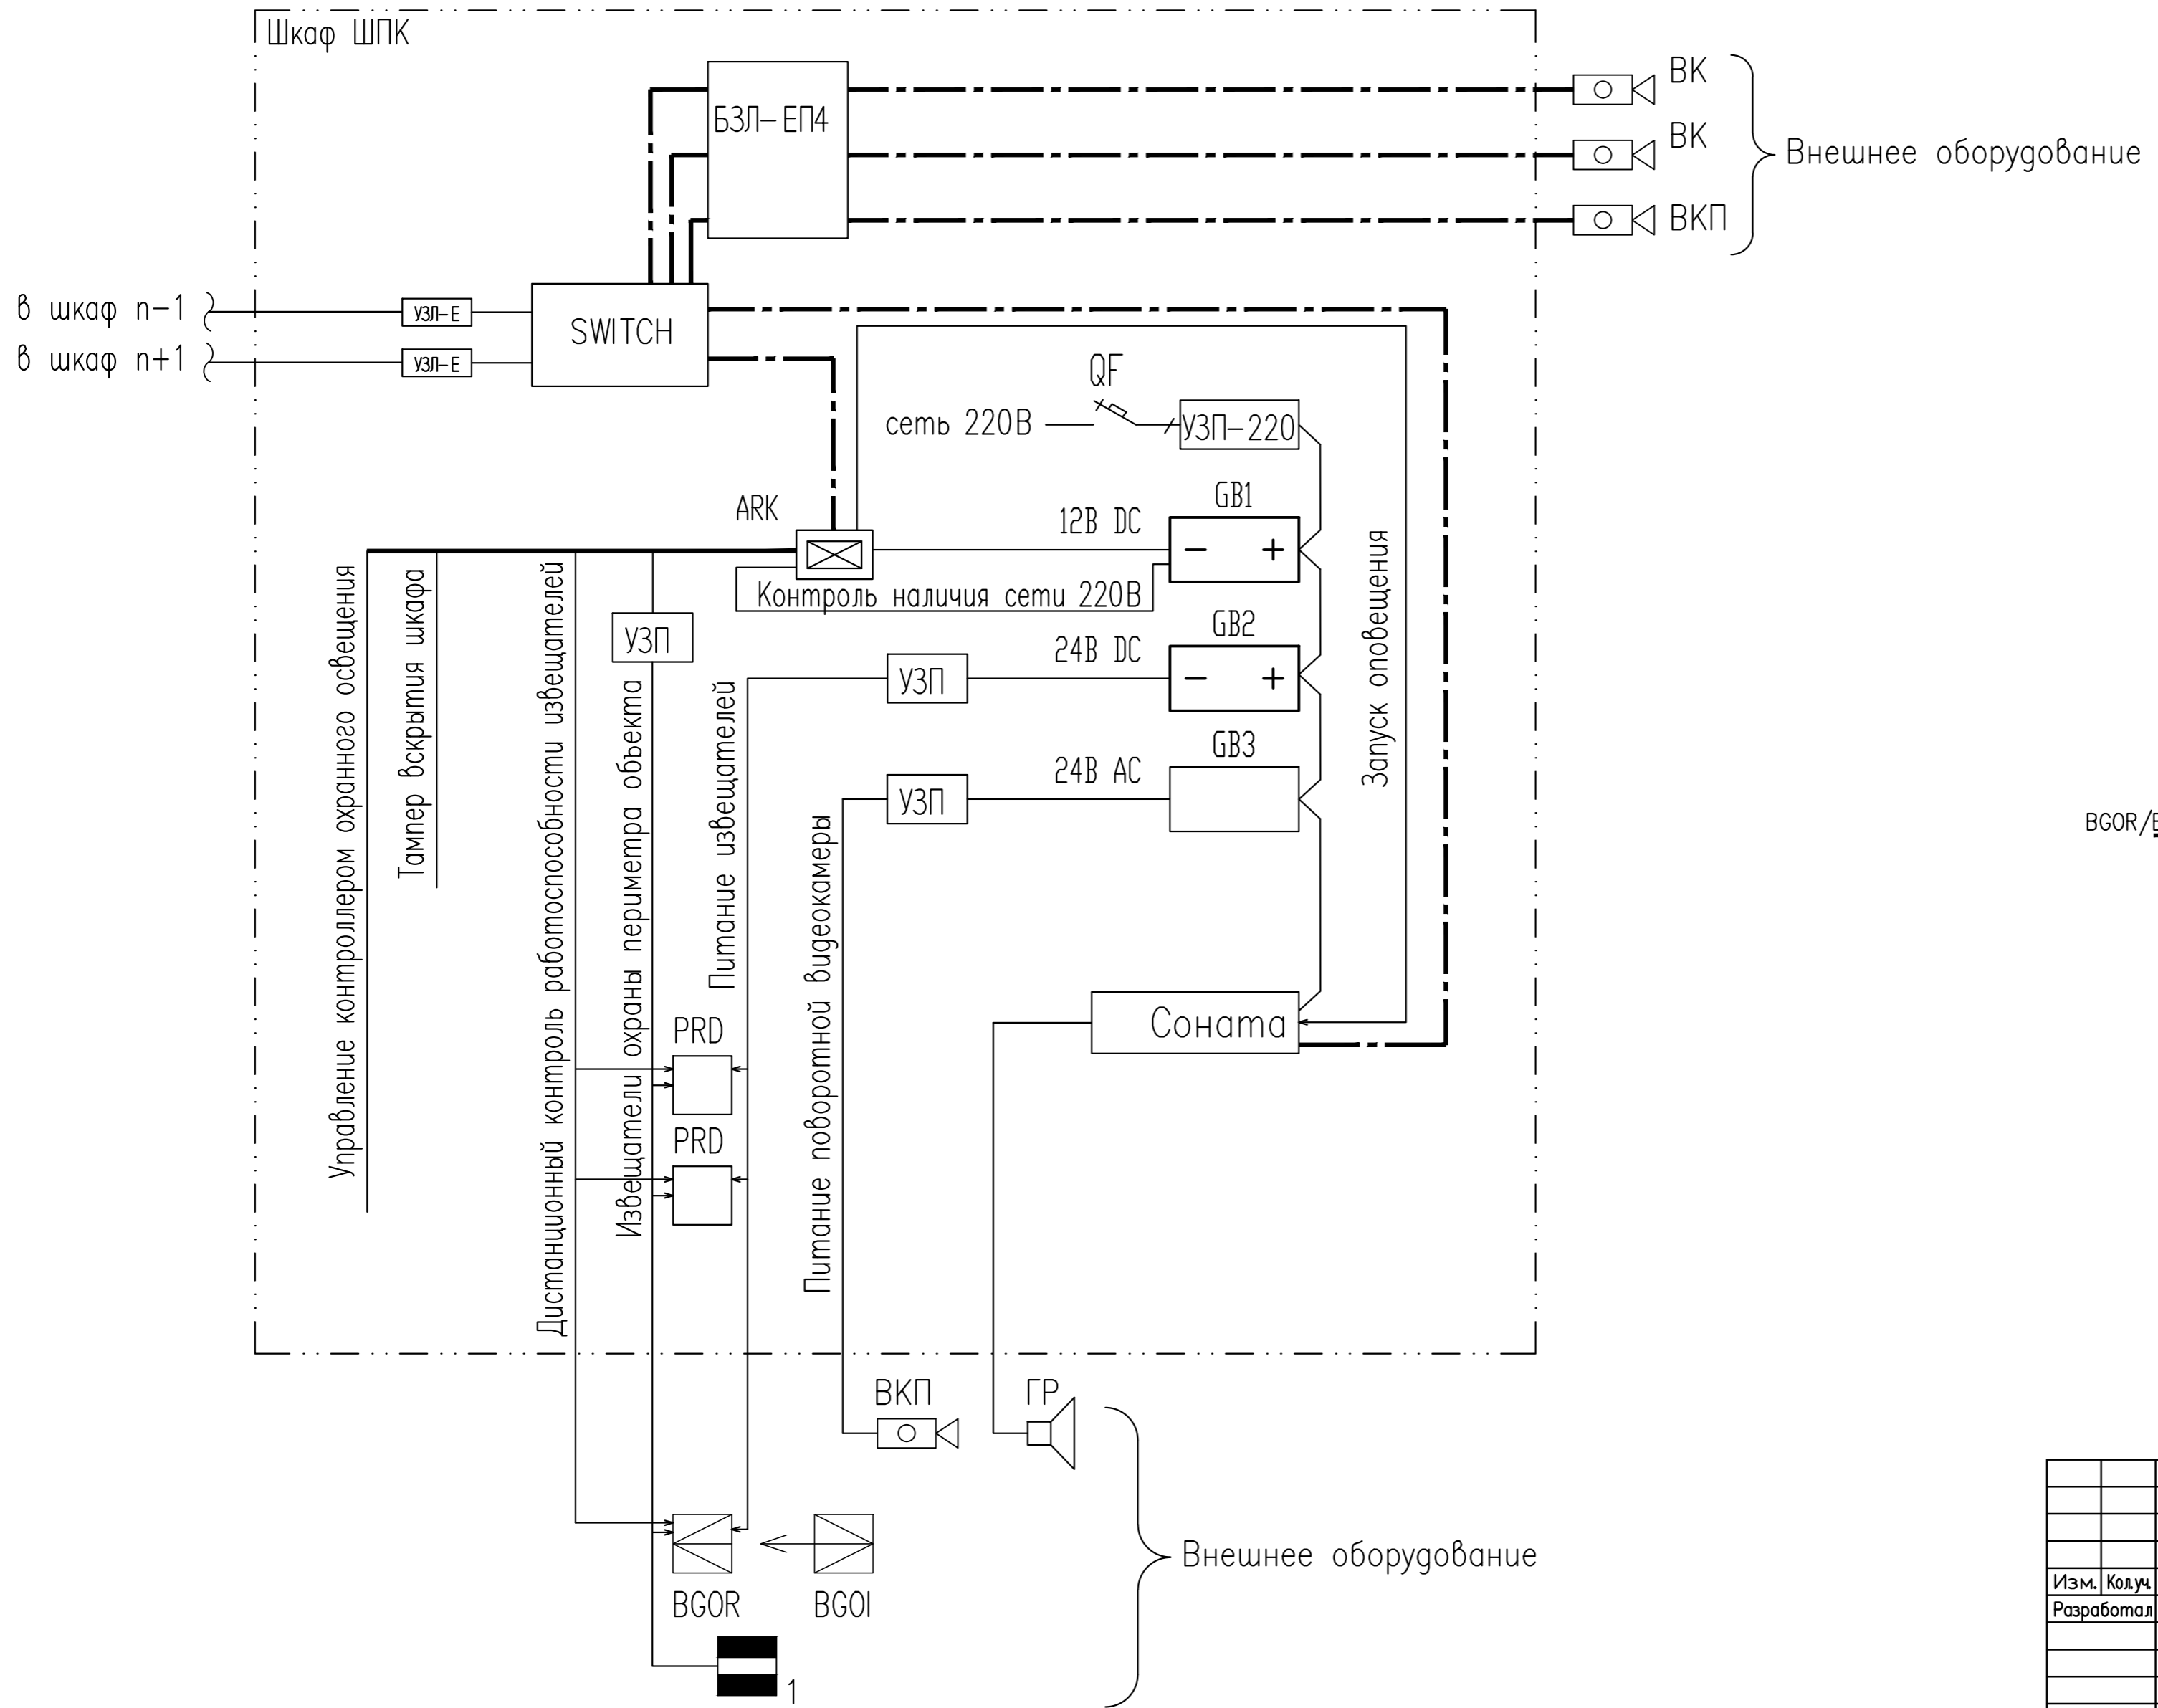 Шкаф ШПК
БЗЛ-ЕП4
ВК
ВК
ВКП
Внешнее оборудование
в шкаф n-1
УЗЛ-Е
в шкаф n+1
УЗЛ-Е
SWITCH
QF
сеть 220В
УЗП-220
ARK
12В DC
GB1
Контроль наличия сети 220В
УЗП
24В DC
GB2
УЗП
24В AC
GB3
УЗП
Запуск оповещения
Управление контроллером охранного освещения
Тампер вскрытия шкафа
Дистанционный контроль работоспособности извещателей
Извещатели охраны периметра объекта
Питание извещателей
Питание поворотной видеокамеры
BGOR/
Соната
PRD
PRD
ВКП
ГР
BGOR
BGOI
Внешнее оборудование
1
Изм.
Кол.уч.
Разработал